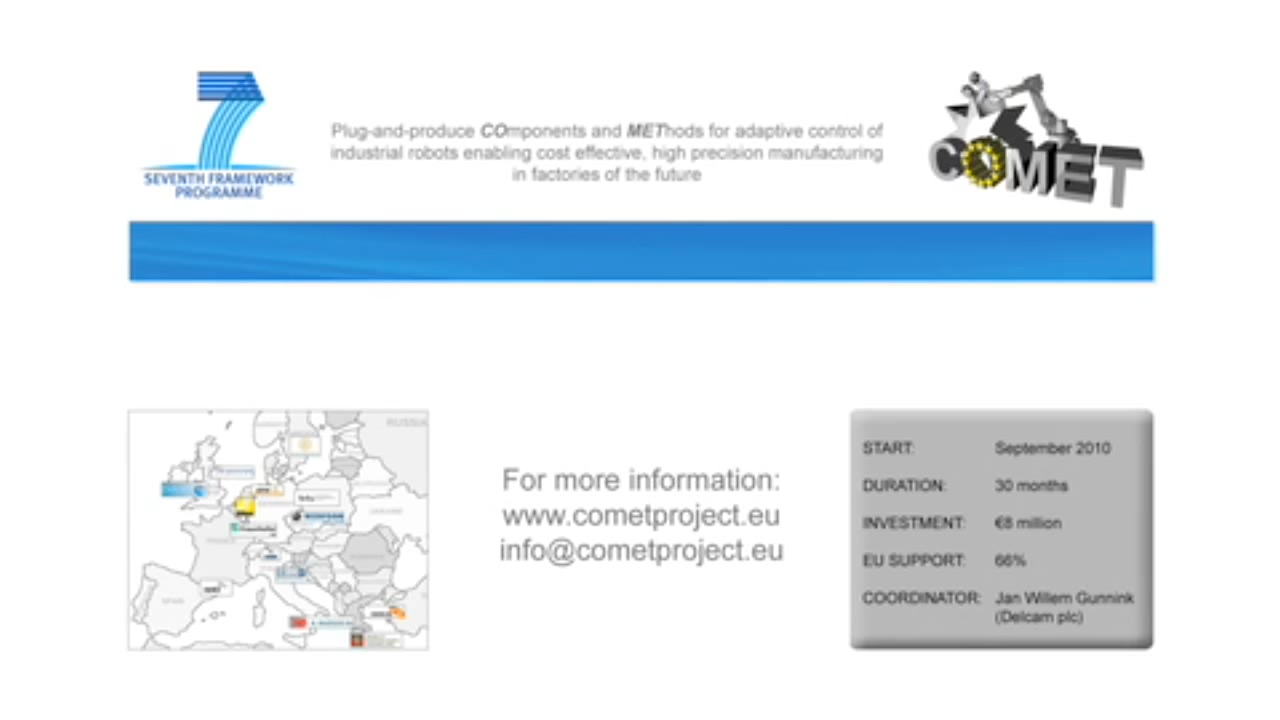 SEVENTH FRAMEWORK
PROGRAMME
Plug-and-produce COmponents and METhods for adaptive control of
industrial robots enabling cost effective, high precision manufacturing
in factories of the future
COMET
RUSSIA
SPAIN
For more information:
www.cometproject.eu
info@cometproject.eu
START: September 2010
DURATION: 30 months
INVESTMENT: €8 million
EU SUPPORT: 66%
COORDINATOR: Jan Willem Gunnink
(Delcam plc)